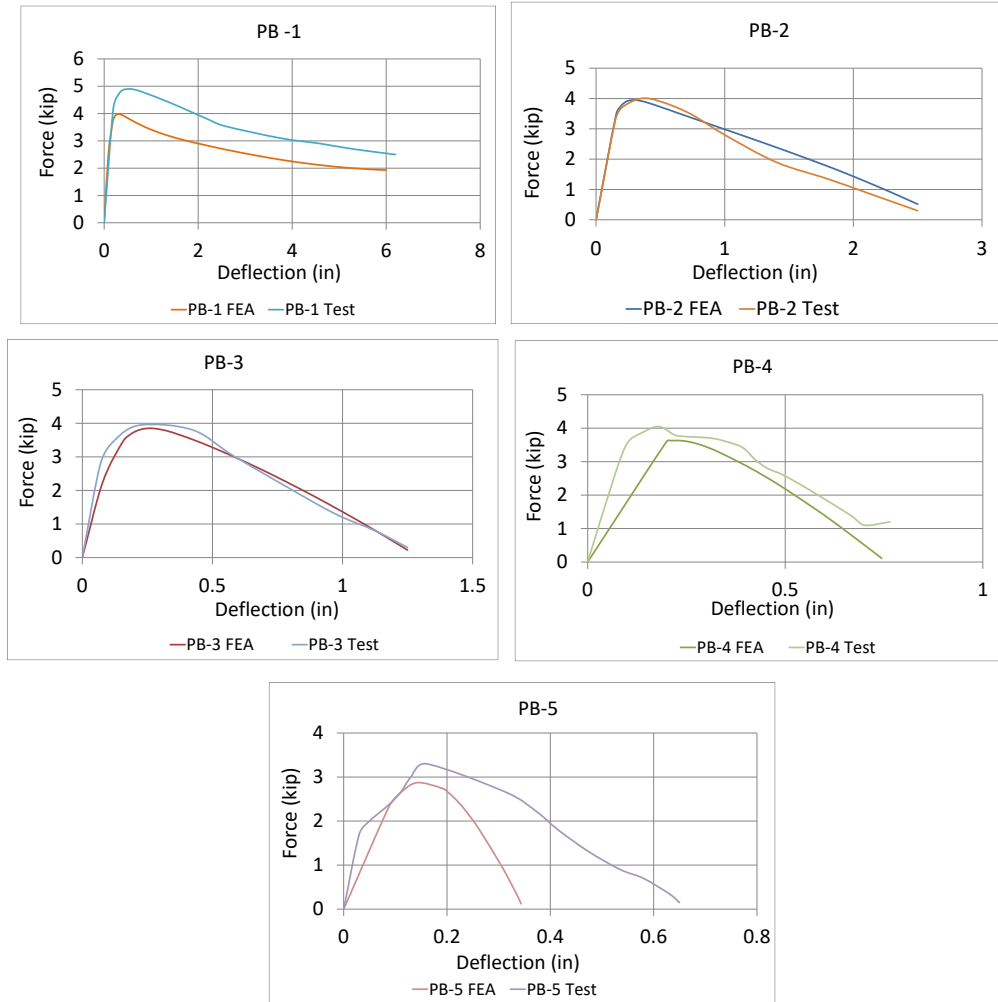 PB -1
6
5
4
3
2
1
0
Force (kip)
0 2 4 6 8
Deflection (in)
PB-1 FEA PB-1 Test
PB-2
5
4
3
2
1
0
Force (kip)
0 1 2 3
Deflection (in)
PB-2 FEA PB-2 Test
PB-3
5
4
3
2
1
0
Force (kip)
0 0.5 1 1.5
Deflection (in)
PB-3 FEA PB-3 Test
PB-4
5
4
3
2
1
0
Force (kip)
0 0.5 1
Deflection (in)
PB-4 FEA PB-4 Test
PB-5
4
3
2
1
0
Force (kip)
0 0.2 0.4 0.6 0.8
Deflection (in)
PB-5 FEA PB-5 Test